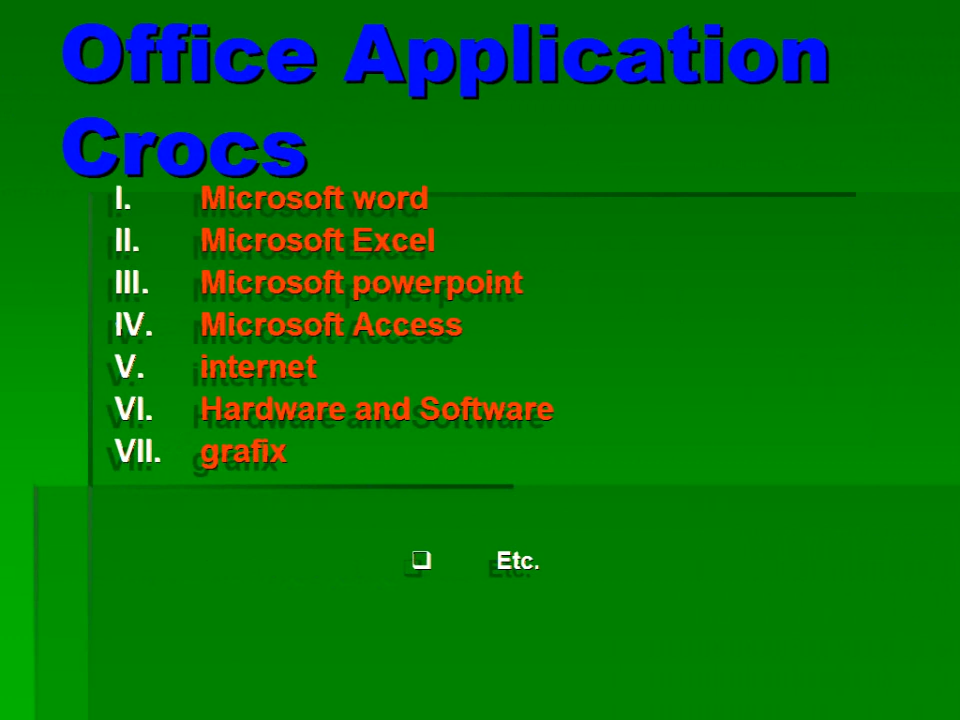 Office Application
Crocs
I. Microsoft word
II. Microsoft Excel
III. Microsoft powerpoint
IV. Microsoft Access
V. internet
VI. Hardware and Software
VII. grafix
❑ Etc.